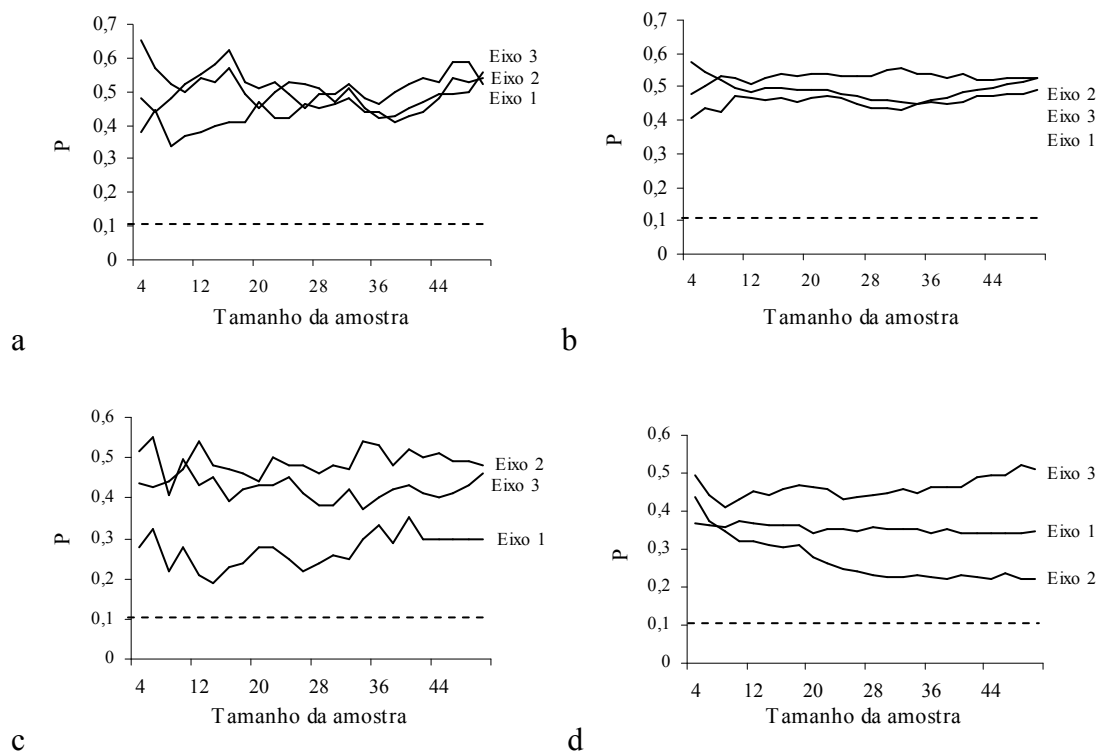 0,7
0,6
0,5
0,4
0,3
0,2
0,1
0
P
4 12 20 28 36 44
Tamanho da amostra
Eixo 3
Eixo 2
Eixo 1
a
0,7
0,6
0,5
0,4
0,3
0,2
0,1
0
P
4 12 20 28 36 44
Tamanho da amostra
Eixo 2
Eixo 3
Eixo 1
b
0,6
0,5
0,4
0,3
0,2
0,1
0
P
4 12 20 28 36 44
Tamanho da amostra
Eixo 2
Eixo 3
Eixo 1
c
0,6
0,5
0,4
0,3
0,2
0,1
0
P
4 12 20 28 36 44
Tamanho da amostra
Eixo 3
Eixo 1
Eixo 2
d